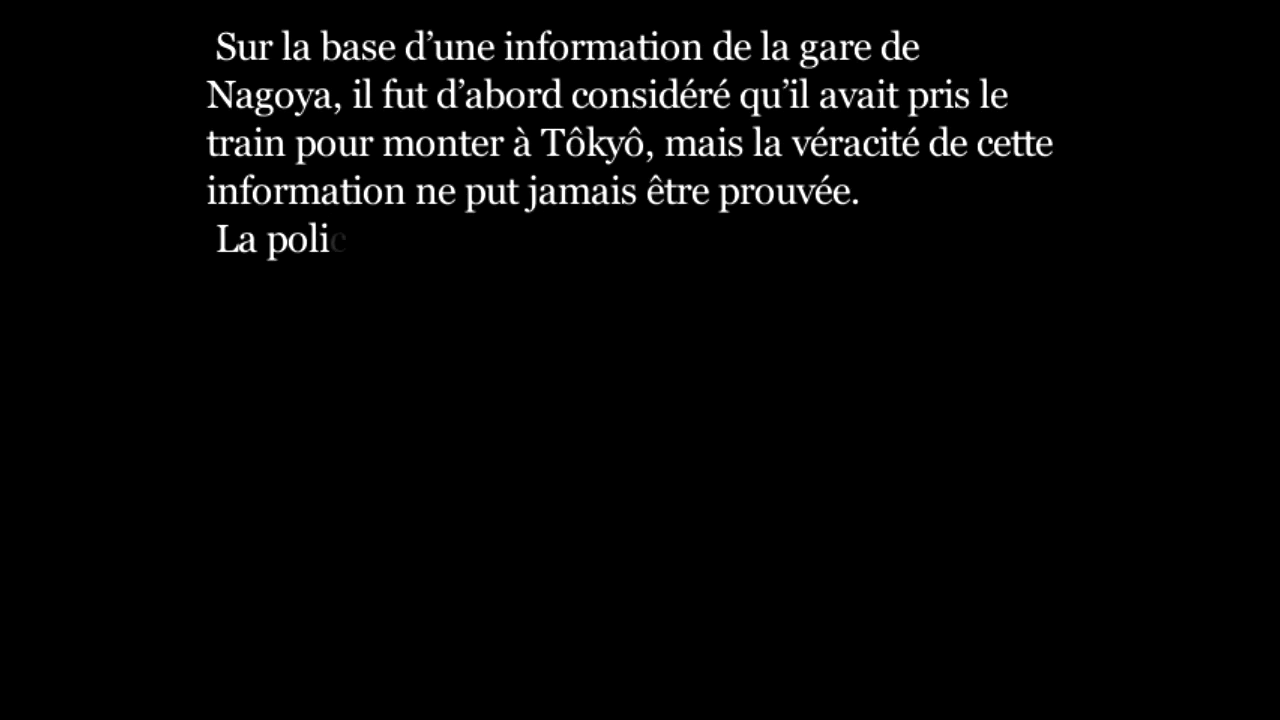 Sur la base d’une information de la gare de
Nagoya, il fut d’abord considéré qu’il avait pris le
train pour monter à Tôkyô, mais la véracité de cette
information ne put jamais être prouvée.
La polic